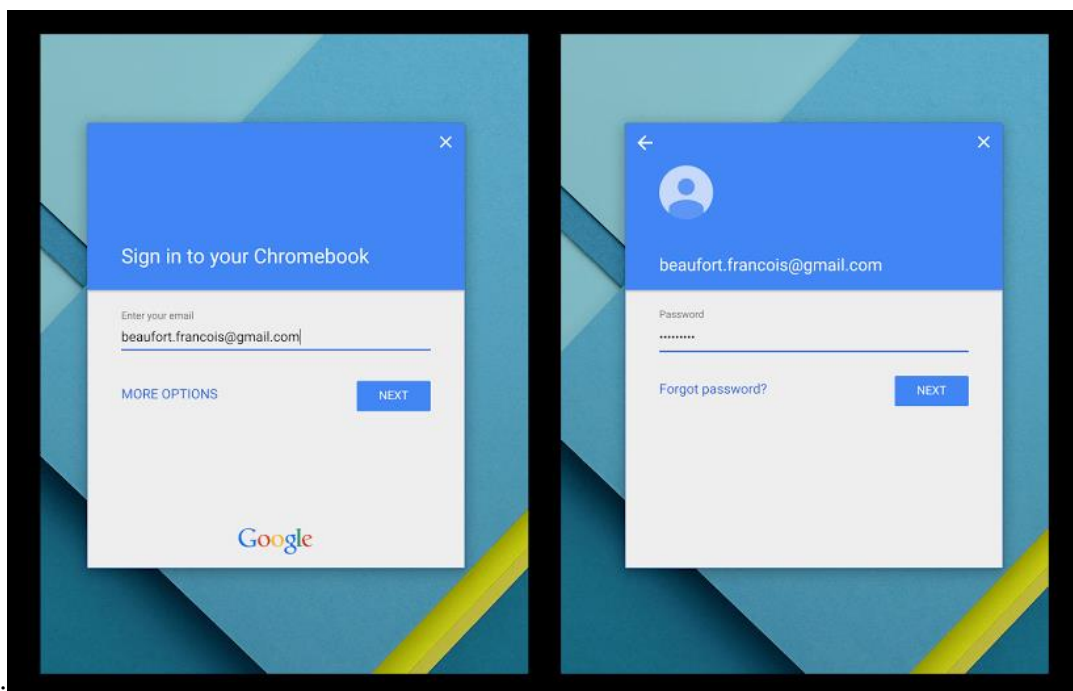 Sign in to your Chromebook
Enter your email
beaufort.francois@gmail.com
MORE OPTIONS
NEXT
Google
beaufort.francois@gmail.com
Password
•••••••••
Forgot password?
NEXT
.